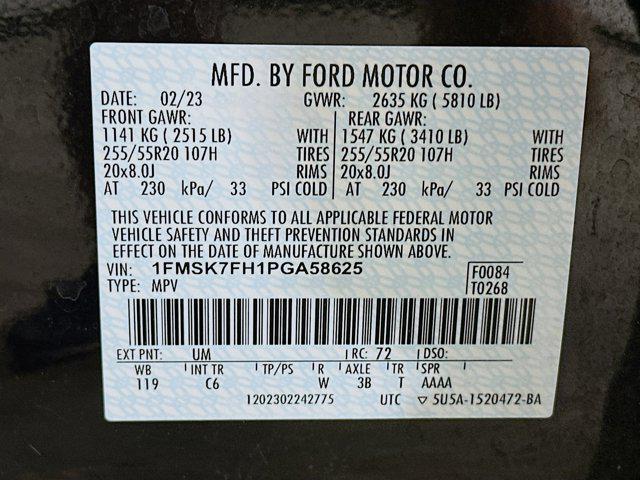 MFD. BY FORD MOTOR CO.
DATE: 02/23 GVWR: 2635 KG ( 5810 LB)
FRONT GAWR: REAR GAWR:
1141 KG ( 2515 LB) WITH 1547 KG ( 3410 LB) WITH
255/55R20 107H TIRES 255/55R20 107H TIRES
20x8.0J RIMS 20x8.0J RIMS
AT 230 kPa/ 33 PSI COLD AT 230 kPa/ 33 PSI COLD
THIS VEHICLE CONFORMS TO ALL APPLICABLE FEDERAL MOTOR
VEHICLE SAFETY AND THEFT PREVENTION STANDARDS IN
EFFECT ON THE DATE OF MANUFACTURE SHOWN ABOVE.
VIN: 1FMSK7FH1PGA58625 F0084
TYPE: MPV T0268
EXT PNT: UM RC: 72 DSO:
WB INT TR TP/PS R AXLE TR SPR
119 C6 W 3B T AAAA
1202302242775 UTC ▽ 5U5A-1520472-BA